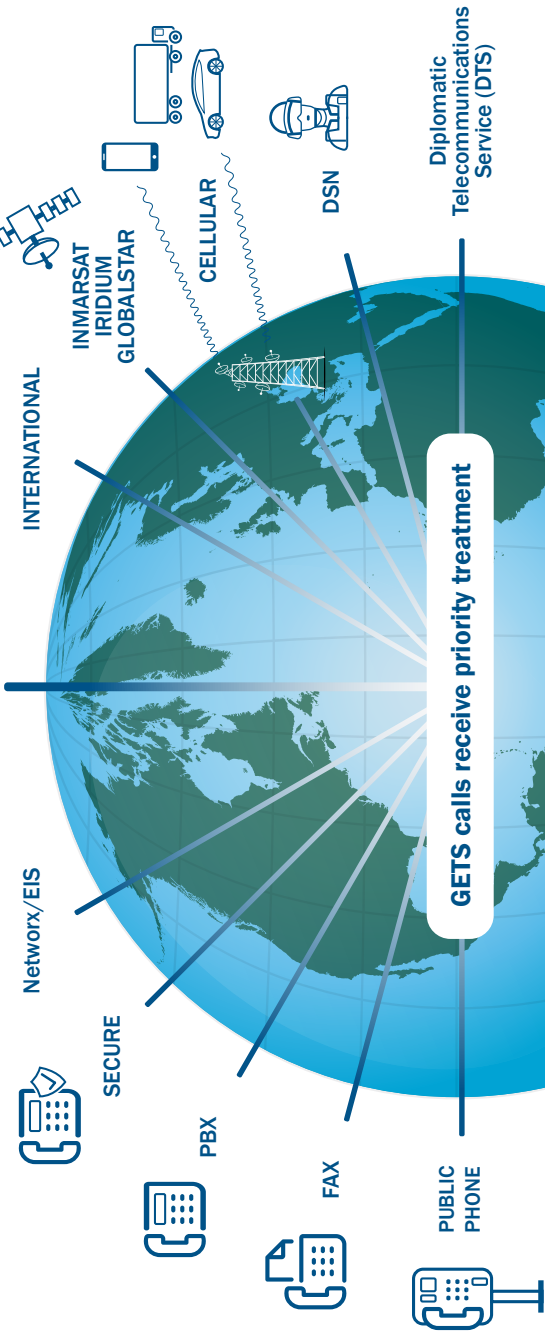 PUBLIC
PHONE
FAX
PBX
SECURE
Networx/EIS
INTERNATIONAL
INMARSAT
IRIDIUM
GLOBALSTAR
CELLULAR
DSN
Diplomatic
Telecommunications
Service (DTS)
GETS calls receive priority treatment